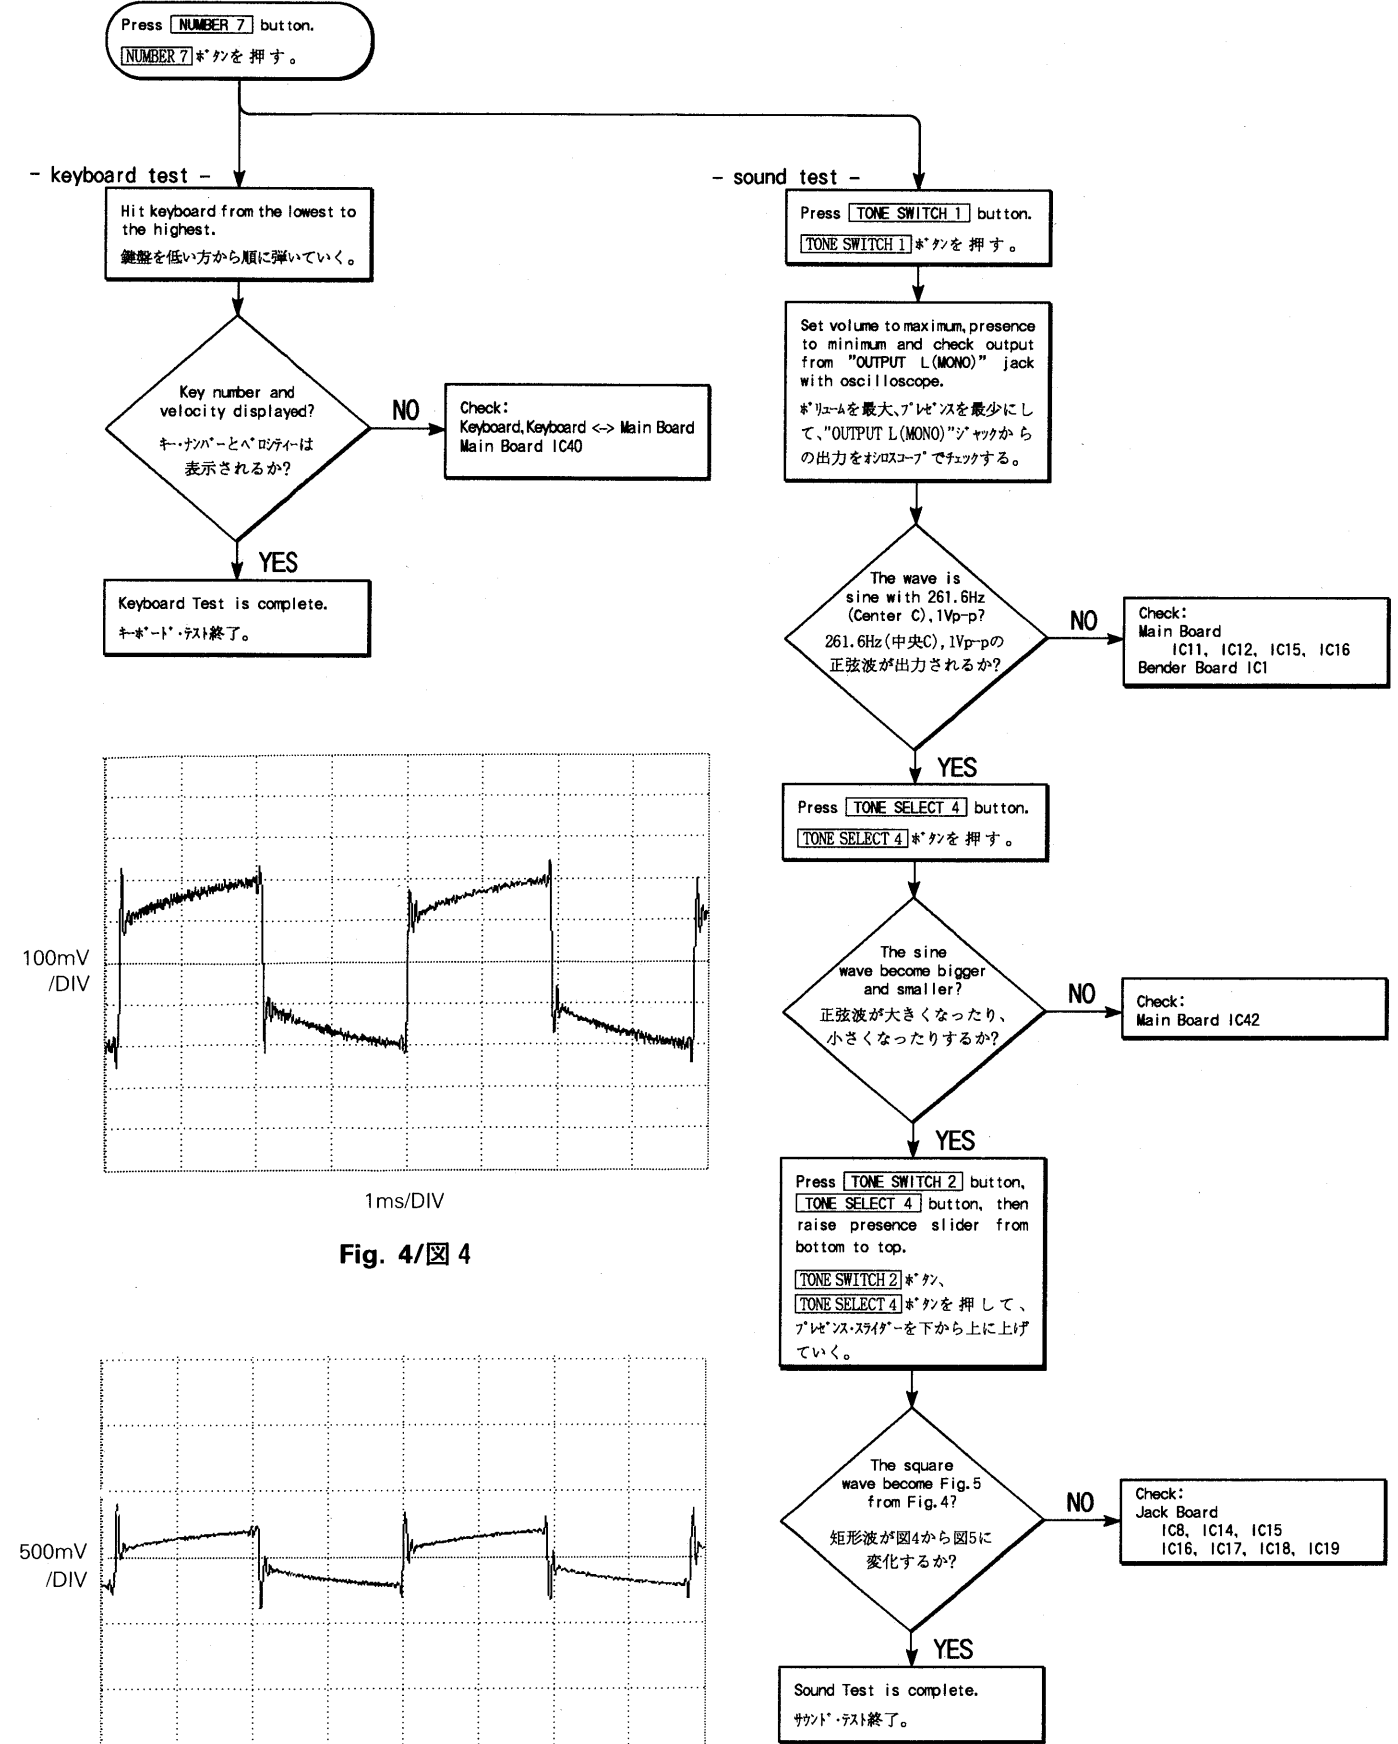 Press NUMBER 7 button.
NUMBER 7 ﾎﾞﾀﾝを 押 す 。
- keyboard test -
Hit keyboard from the lowest to
the highest.
鍵盤を低い方から順に弾いていく。
Key number and
velocity displayed?
ｷｰ･ﾅﾝﾊﾞｰとﾍﾞﾛｼﾃｨｰは
表示されるか?
NO
Check:
Keyboard,Keyboard <-> Main Board
Main Board IC40
YES
Keyboard Test is complete.
ｷｰﾎﾞｰﾄﾞ･ﾃｽﾄ終了。
- sound test -
Press TONE SWITCH 1 button.
TONE SWITCH 1 ﾎﾞﾀﾝを 押 す 。
Set volume to maximum, presence
to minimum and check output
from "OUTPUT L(MONO)" jack
with oscilloscope.
ﾎﾞﾘｭｰﾑを最大、ﾌﾟﾚｾﾞﾝｽを最少にし
て、"OUTPUT L(MONO)"ｼﾞｬｯｸから
の出力をｵｼﾛｽｺｰﾌﾟでﾁｪｯｸする。
The wave is
sine with 261.6Hz
(Center C),1Vp-p?
261.6Hz(中央C),1Vp-pの
正弦波が出力されるか?
NO
Check:
Main Board
IC11, IC12, IC15, IC16
Bender Board IC1
YES
Press TONE SELECT 4 button.
TONE SELECT 4 ﾎﾞﾀﾝを 押 す 。
The sine
wave become bigger
and smaller?
正弦波が大きくなったり、
小さくなったりするか?
NO
Check:
Main Board IC42
YES
Press TONE SWITCH 2 button,
TONE SELECT 4 button, then
raise presence slider from
bottom to top.
TONE SWITCH 2 ﾎﾞﾀﾝ、
TONE SELECT 4 ﾎﾞﾀﾝを 押 し て 、
ﾌﾟﾚｾﾞﾝｽ･ｽﾗｲﾀﾞｰを下から上に上げ
ていく。
The square
wave become Fig.5
from Fig.4?
矩形波が図4から図5に
変化するか?
NO
Check:
Jack Board
IC8, IC14, IC15
IC16, IC17, IC18, IC19
YES
Sound Test is complete.
ｻｳﾝﾄﾞ･ﾃｽﾄ終了。
100mV
/DIV
1ms/DIV
Fig. 4/図 4
500mV
/DIV